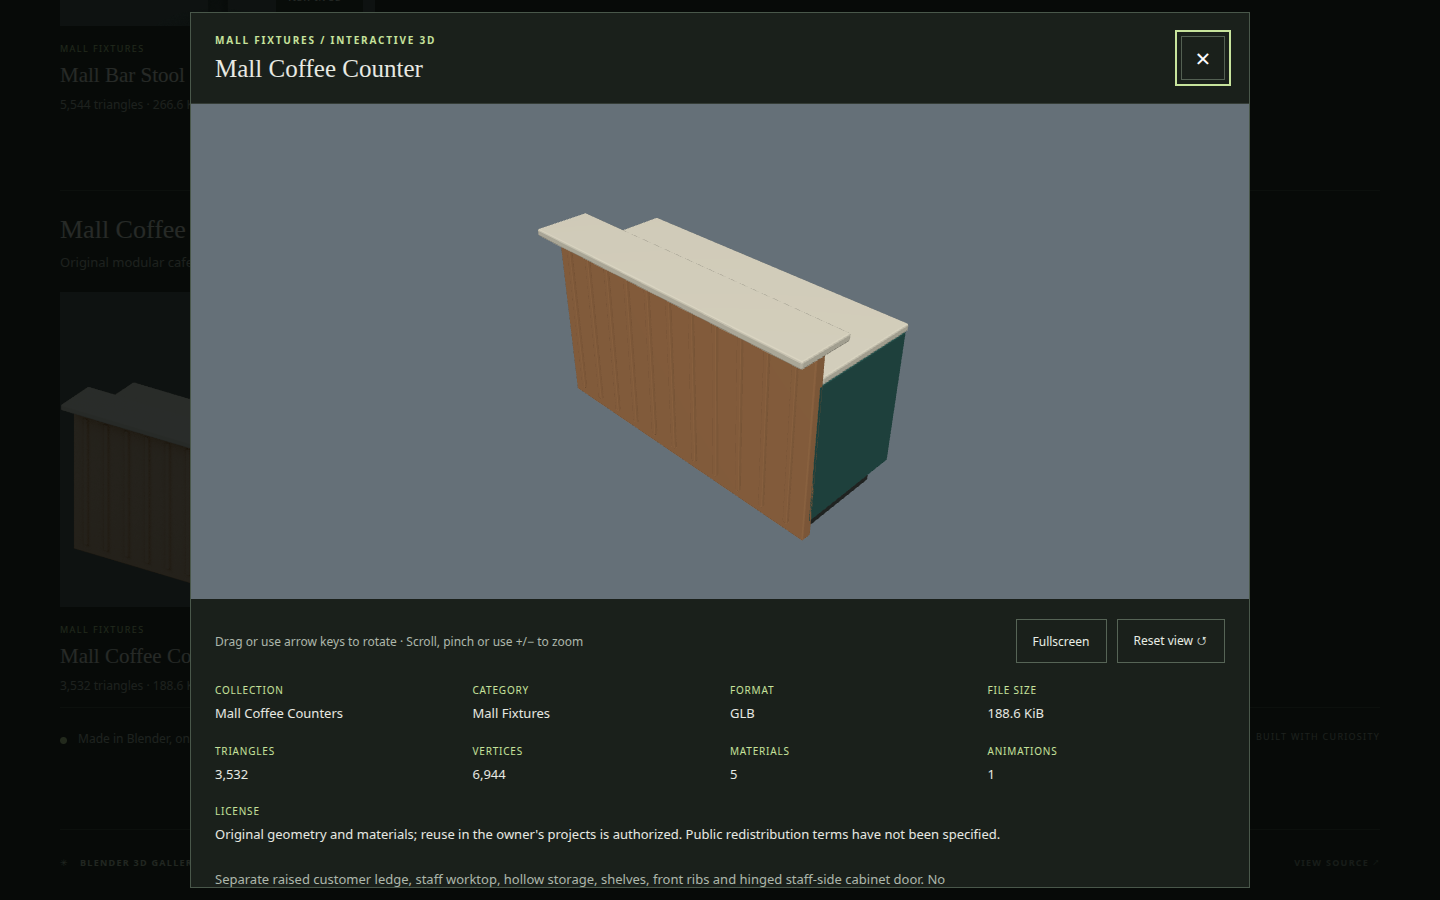 MALL FIXTURES / INTERACTIVE 3D
Mall Coffee Counter
✕
MALL FIXTURES
Mall Bar Stool
5,544 triangles · 266.6
Mall Coffee
Original modular cafe
MALL FIXTURES
Mall Coffee Co
3,532 triangles · 188.6
Made in Blender, on
BUILT WITH CURIOSITY
BLENDER 3D GALLER
VIEW SOURCE
Drag or use arrow keys to rotate · Scroll, pinch or use +/− to zoom
Fullscreen
Reset view ↺
COLLECTION
Mall Coffee Counters
CATEGORY
Mall Fixtures
FORMAT
GLB
FILE SIZE
188.6 KiB
TRIANGLES
3,532
VERTICES
6,944
MATERIALS
5
ANIMATIONS
1
LICENSE
Original geometry and materials; reuse in the owner's projects is authorized. Public redistribution terms have not been specified.
Separate raised customer ledge, staff worktop, hollow storage, shelves, front ribs and hinged staff-side cabinet door. No